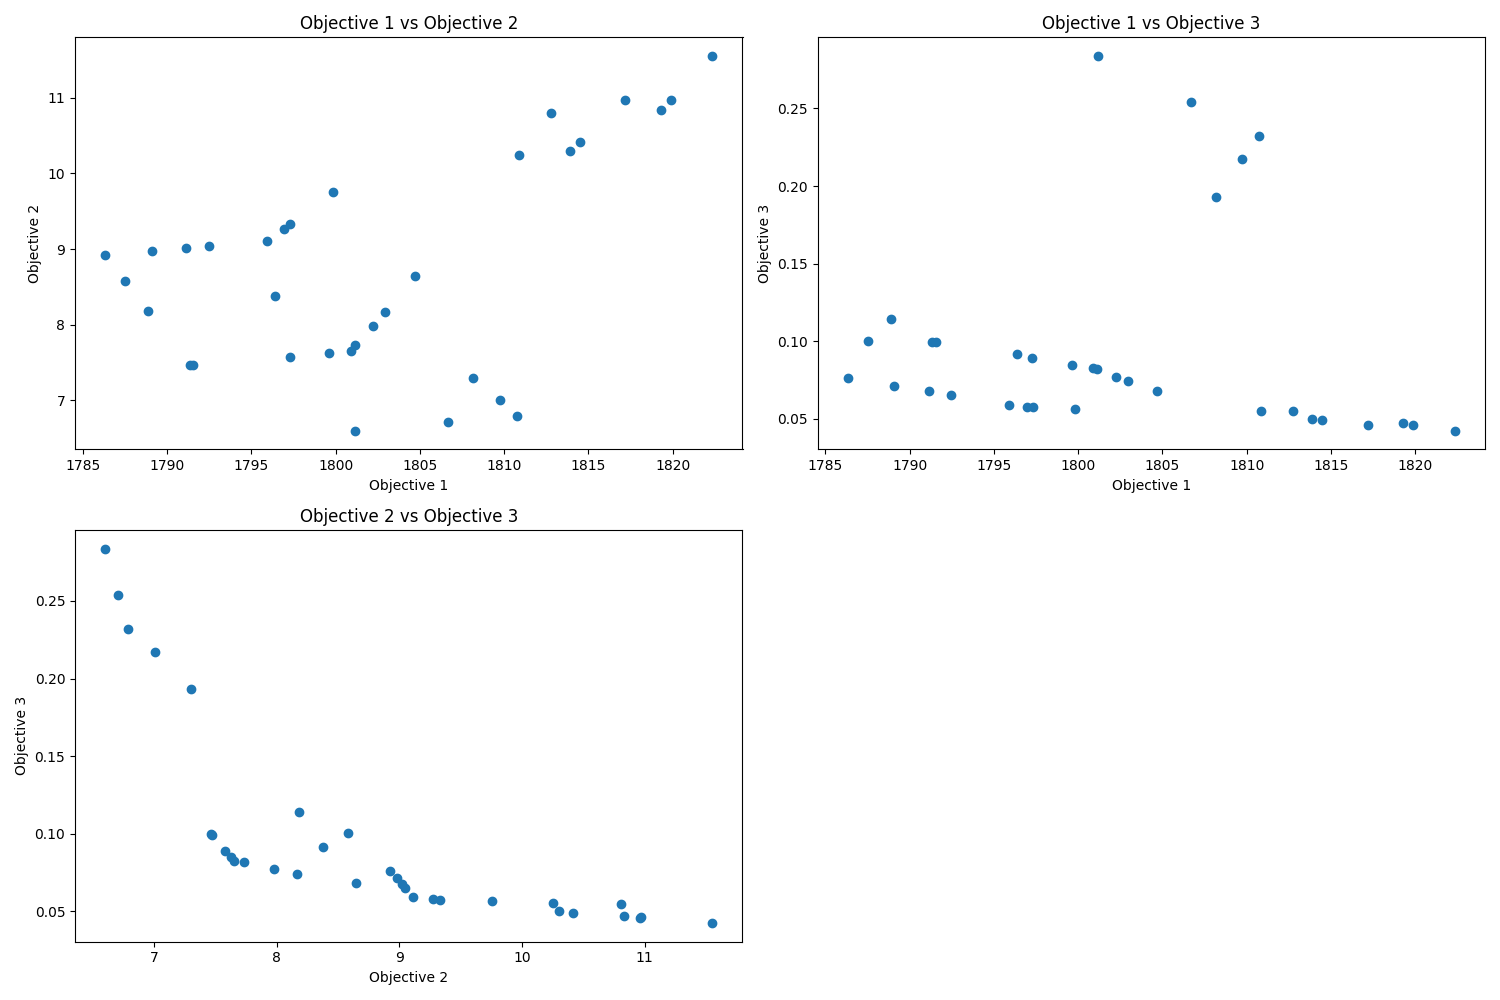 Objective 1 vs Objective 2
11
10
9
8
7
Objective 2
1785 1790 1795 1800 1805 1810 1815 1820
Objective 1
Objective 1 vs Objective 3
0.25
0.20
0.15
0.10
0.05
Objective 3
1785 1790 1795 1800 1805 1810 1815 1820
Objective 1
Objective 2 vs Objective 3
0.25
0.20
0.15
0.10
0.05
Objective 3
7 8 9 10 11
Objective 2